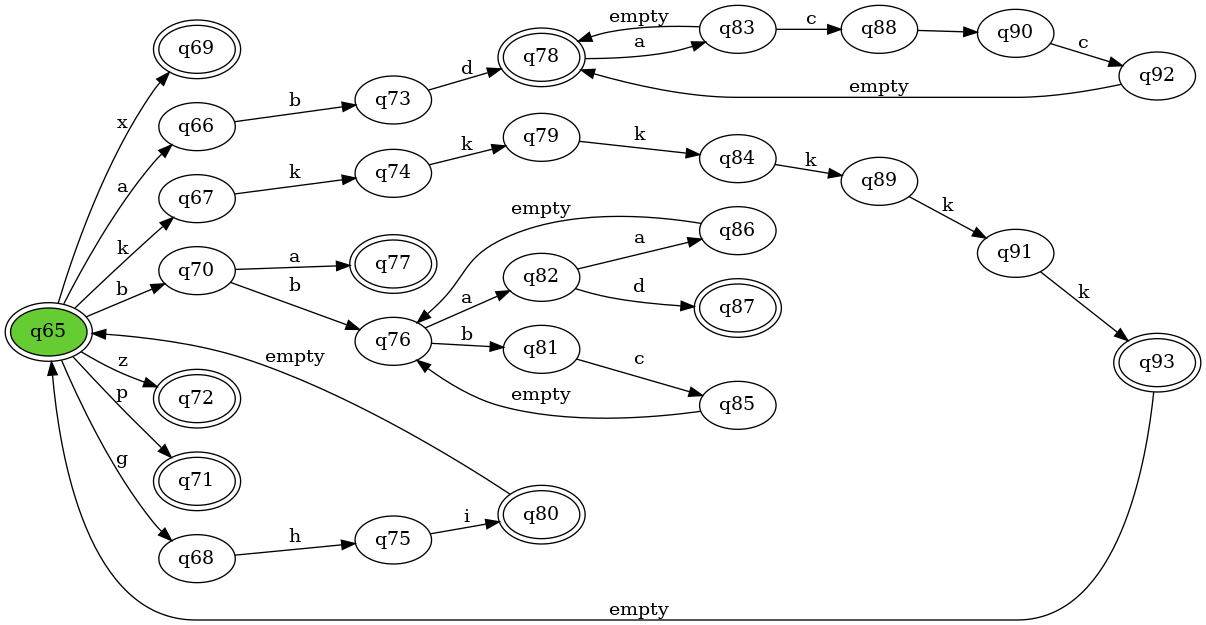 q69
empty
q83
c
q88
q90
c
q92
a
q78
d
empty
q66
b
q73
x
q79
k
q84
k
q89
k
q74
k
q67
a
k
q91
k
q93
empty
q86
a
k
q70
a
q77
b
q82
d
q87
a
b
q65
b
q81
c
q76
empty
z
q72
empty
q85
p
q71
g
q80
i
q75
h
q68
empty